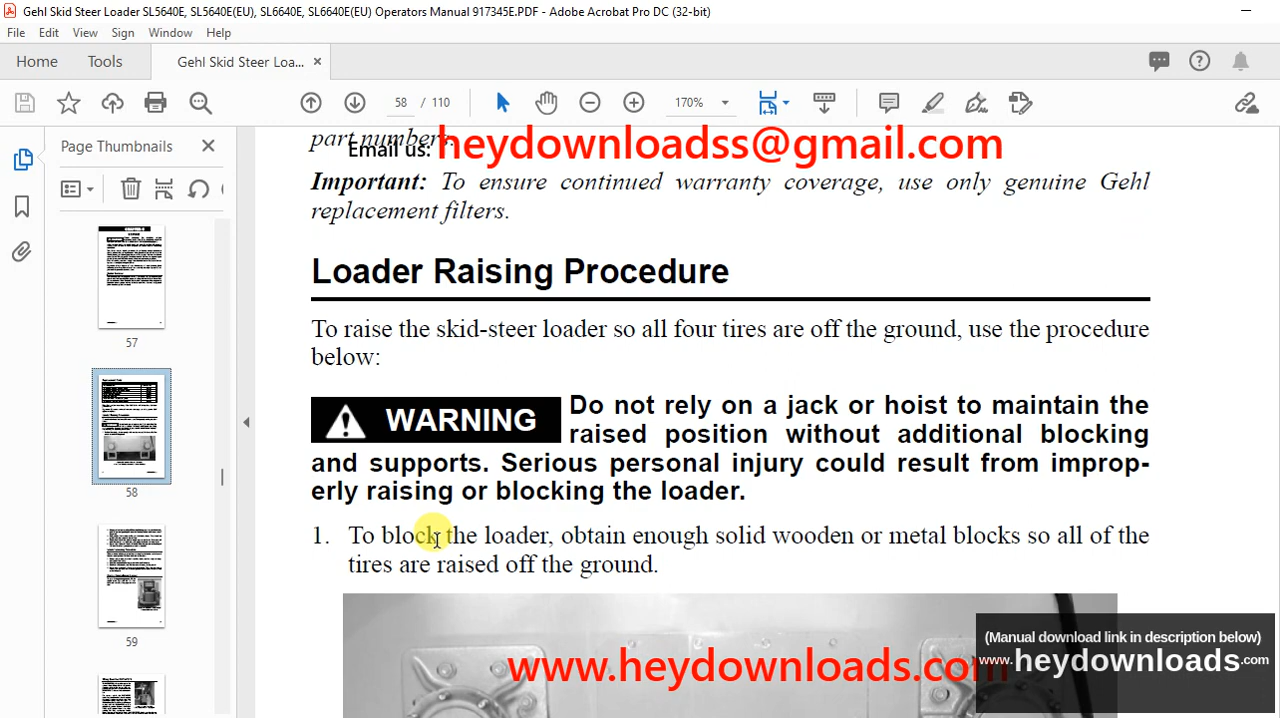 Gehl Skid Steer Loader SL5640E, SL5640E(EU), SL6640E, SL6640E(EU) Operators Manual 917345E.PDF - Adobe Acrobat Pro DC (32-bit)
File Edit View Sign Window Help
Home Tools Gehl Skid Steer Loa... ×
58 / 110 170%
Page Thumbnails
57
58
59
part numbers.
Email us: heydownloadss@gmail.com
Important: To ensure continued warranty coverage, use only genuine Gehl
replacement filters.
Loader Raising Procedure
To raise the skid-steer loader so all four tires are off the ground, use the procedure
below:
WARNING Do not rely on a jack or hoist to maintain the
raised position without additional blocking
and supports. Serious personal injury could result from improp-
erly raising or blocking the loader.
1. To block the loader, obtain enough solid wooden or metal blocks so all of the
tires are raised off the ground.
www.heydownloads.com
(Manual download link in description below)
www.heydownloads.com